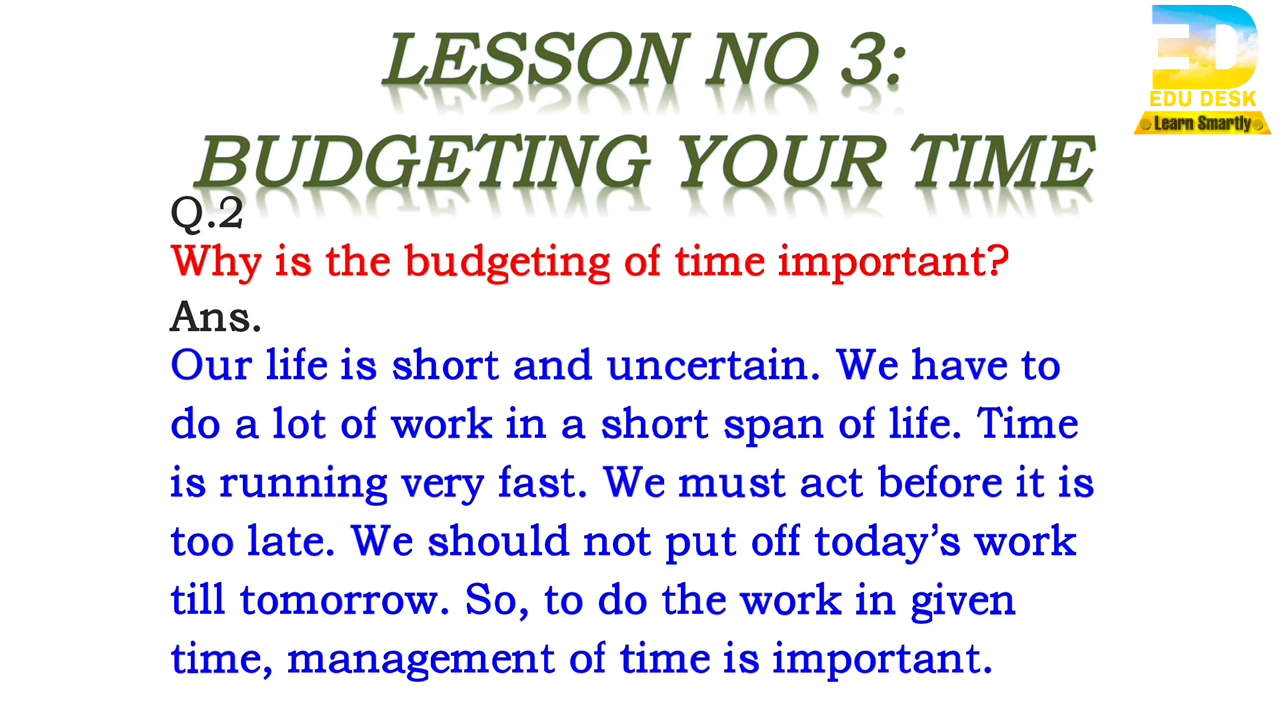 LESSON NO 3:
BUDGETING YOUR TIME
ED
EDU DESK
Learn Smartly
Q.2
Why is the budgeting of time important?
Ans.
Our life is short and uncertain. We have to
do a lot of work in a short span of life. Time
is running very fast. We must act before it is
too late. We should not put off today’s work
till tomorrow. So, to do the work in given
time, management of time is important.